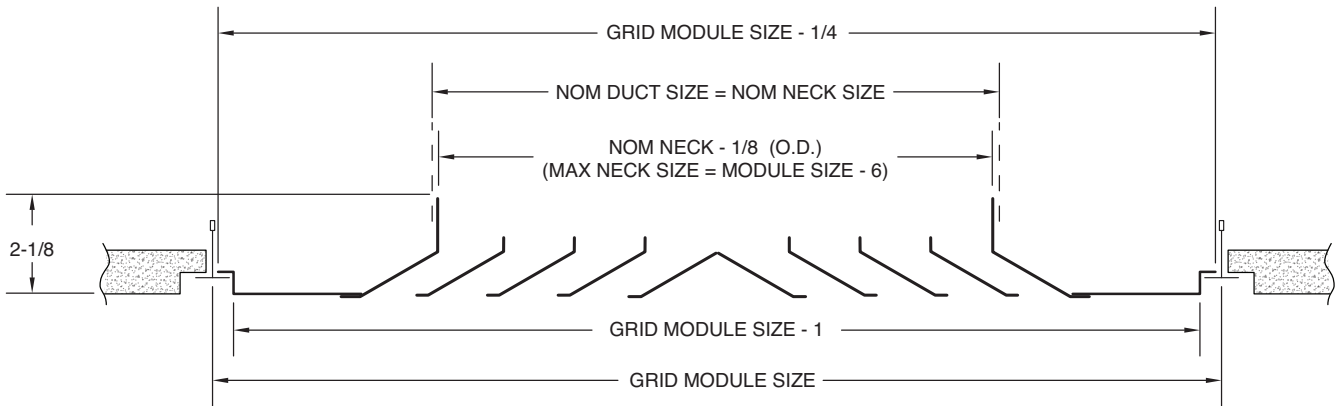 GRID MODULE SIZE - 1/4
NOM DUCT SIZE = NOM NECK SIZE
NOM NECK - 1/8 (O.D.)
(MAX NECK SIZE = MODULE SIZE - 6)
2-1/8
GRID MODULE SIZE - 1
GRID MODULE SIZE